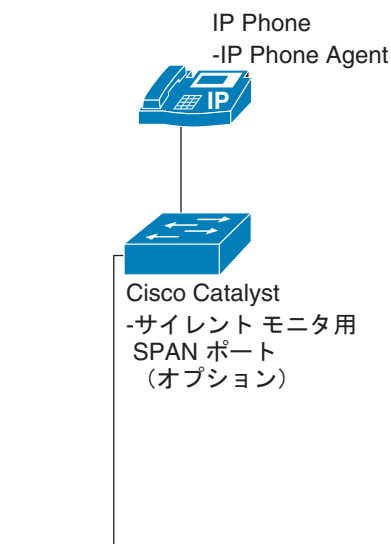 IP Phone
-IP Phone Agent
IP
Cisco Catalyst
-サイレント モニタ用
SPAN ポート
（オプション）